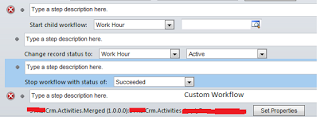 Type a step description here.
Start child workflow: Work Hour
Type a step description here.
Change record status to: Work Hour Active
Type a step description here.
Stop workflow with status of: Succeeded
Type a step description here. Custom Workflow
Crm.Activities.Merged (1.0.0.0): Crm.Activities. Set Properties